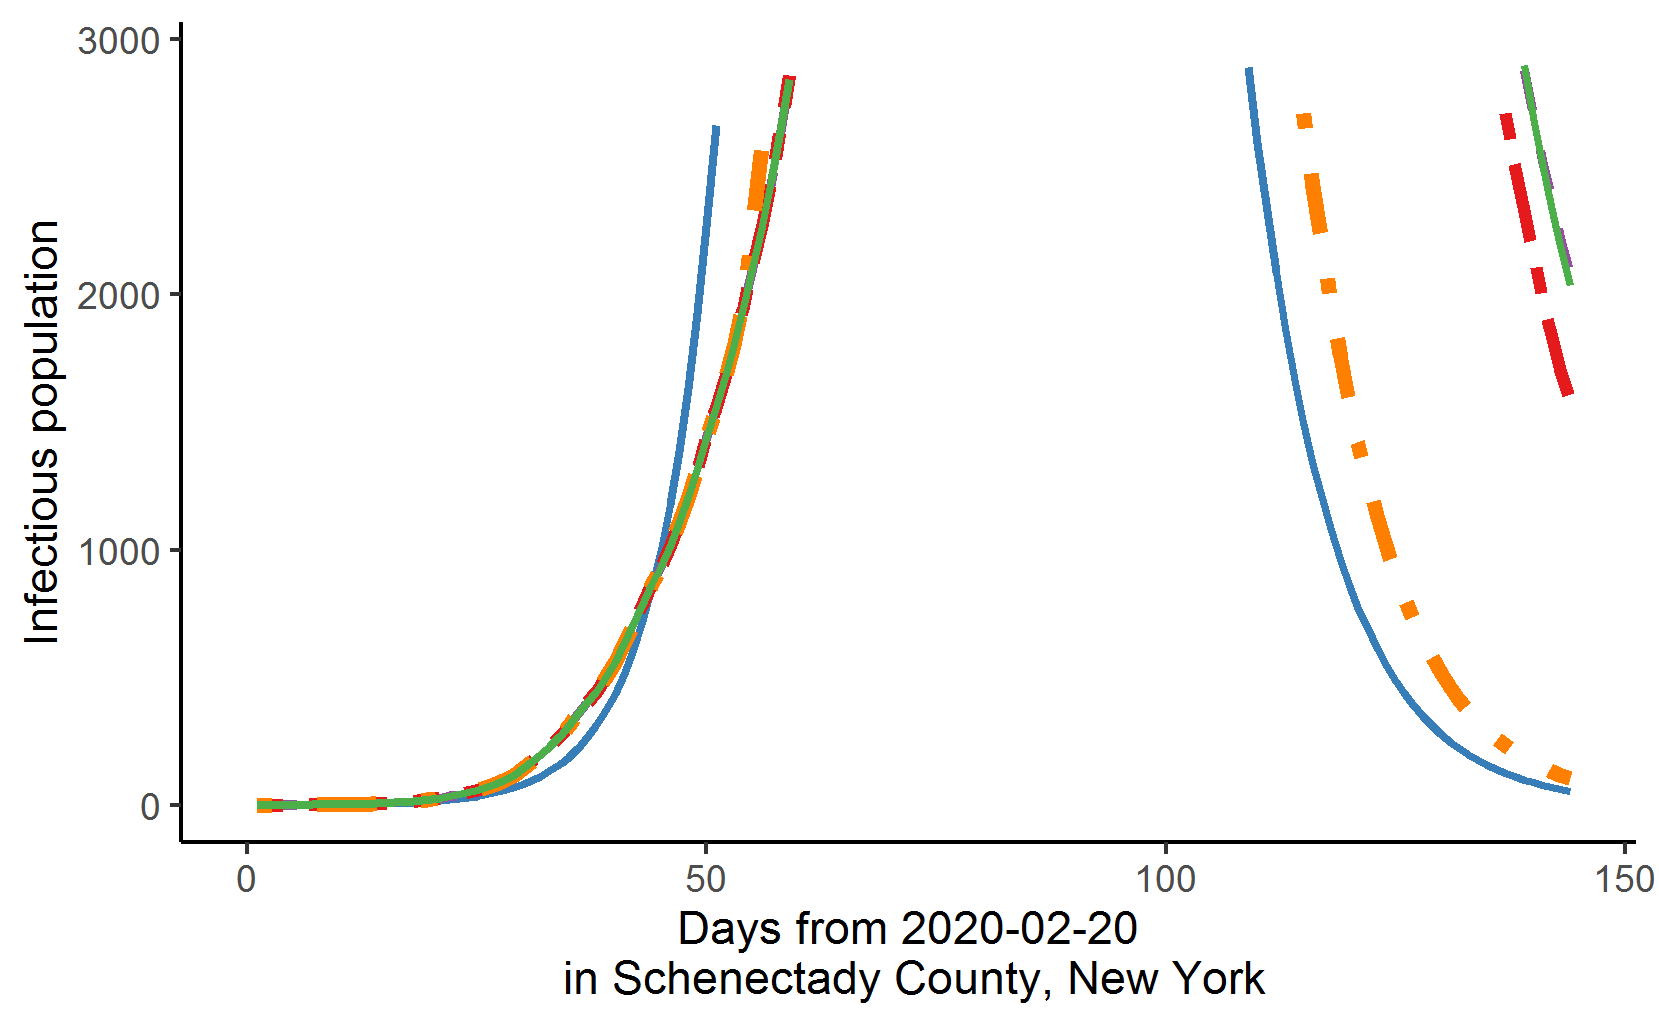 3000
2000
1000
0
Infectious population
0 50 100 150
Days from 2020-02-20
in Schenectady County, New York